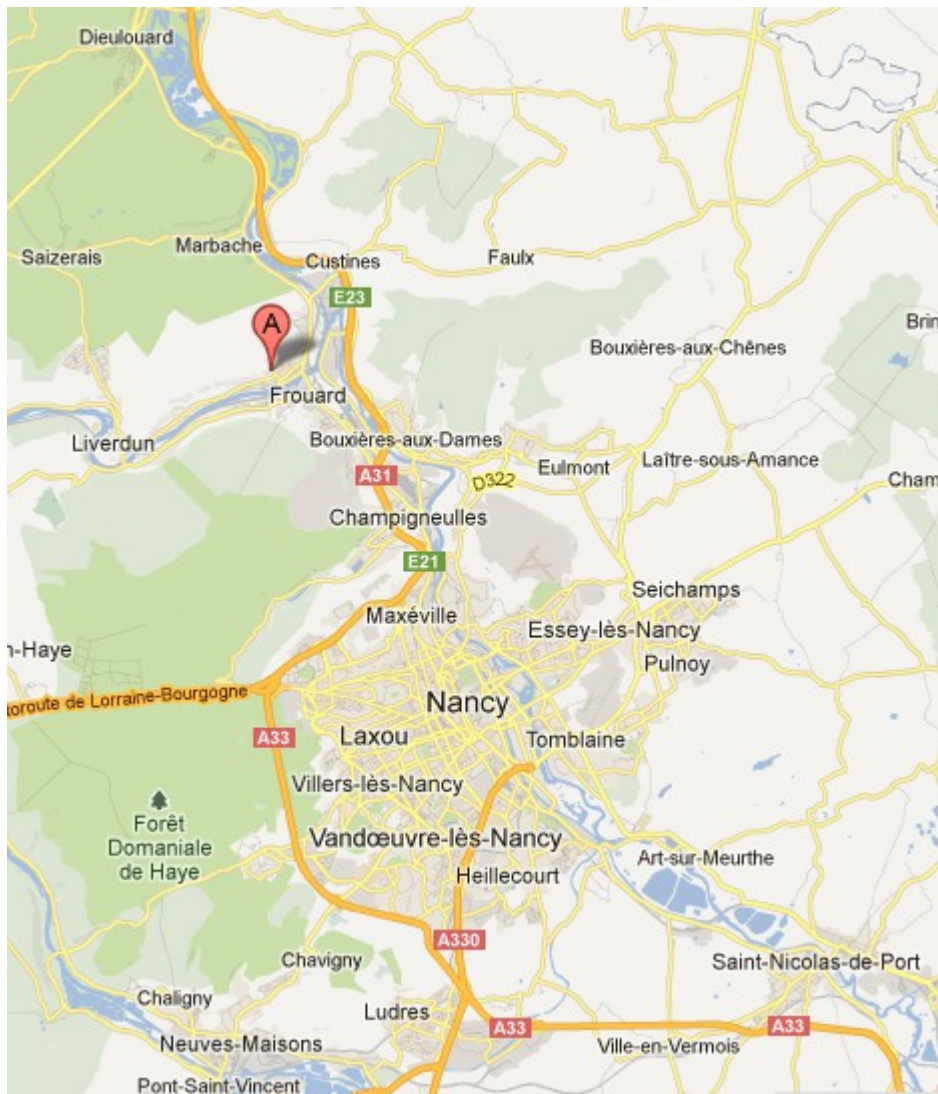 Dieulouard
Marbache
Saizerais
Custines
Faulx
E23
A
Brin
Bouxières-aux-Chênes
Frouard
Liverdun
Bouxières-aux-Dames
Eulmont
Laître-sous-Amance
A31
D322
Cham
Champigneulles
E21
Seichamps
Maxéville
Essey-lès-Nancy
n-Haye
Pulnoy
toroute de Lorraine-Bourgogne
Nancy
A33
Laxou
Tomblaine
Villers-lès-Nancy
Forêt
Domaniale
de Haye
Vandœuvre-lès-Nancy
Art-sur-Meurthe
Heillecourt
A330
Chavigny
Saint-Nicolas-de-Port
Chaligny
Ludres
A33
A33
Neuves-Maisons
Ville-en-Vermois
Pont-Saint-Vincent